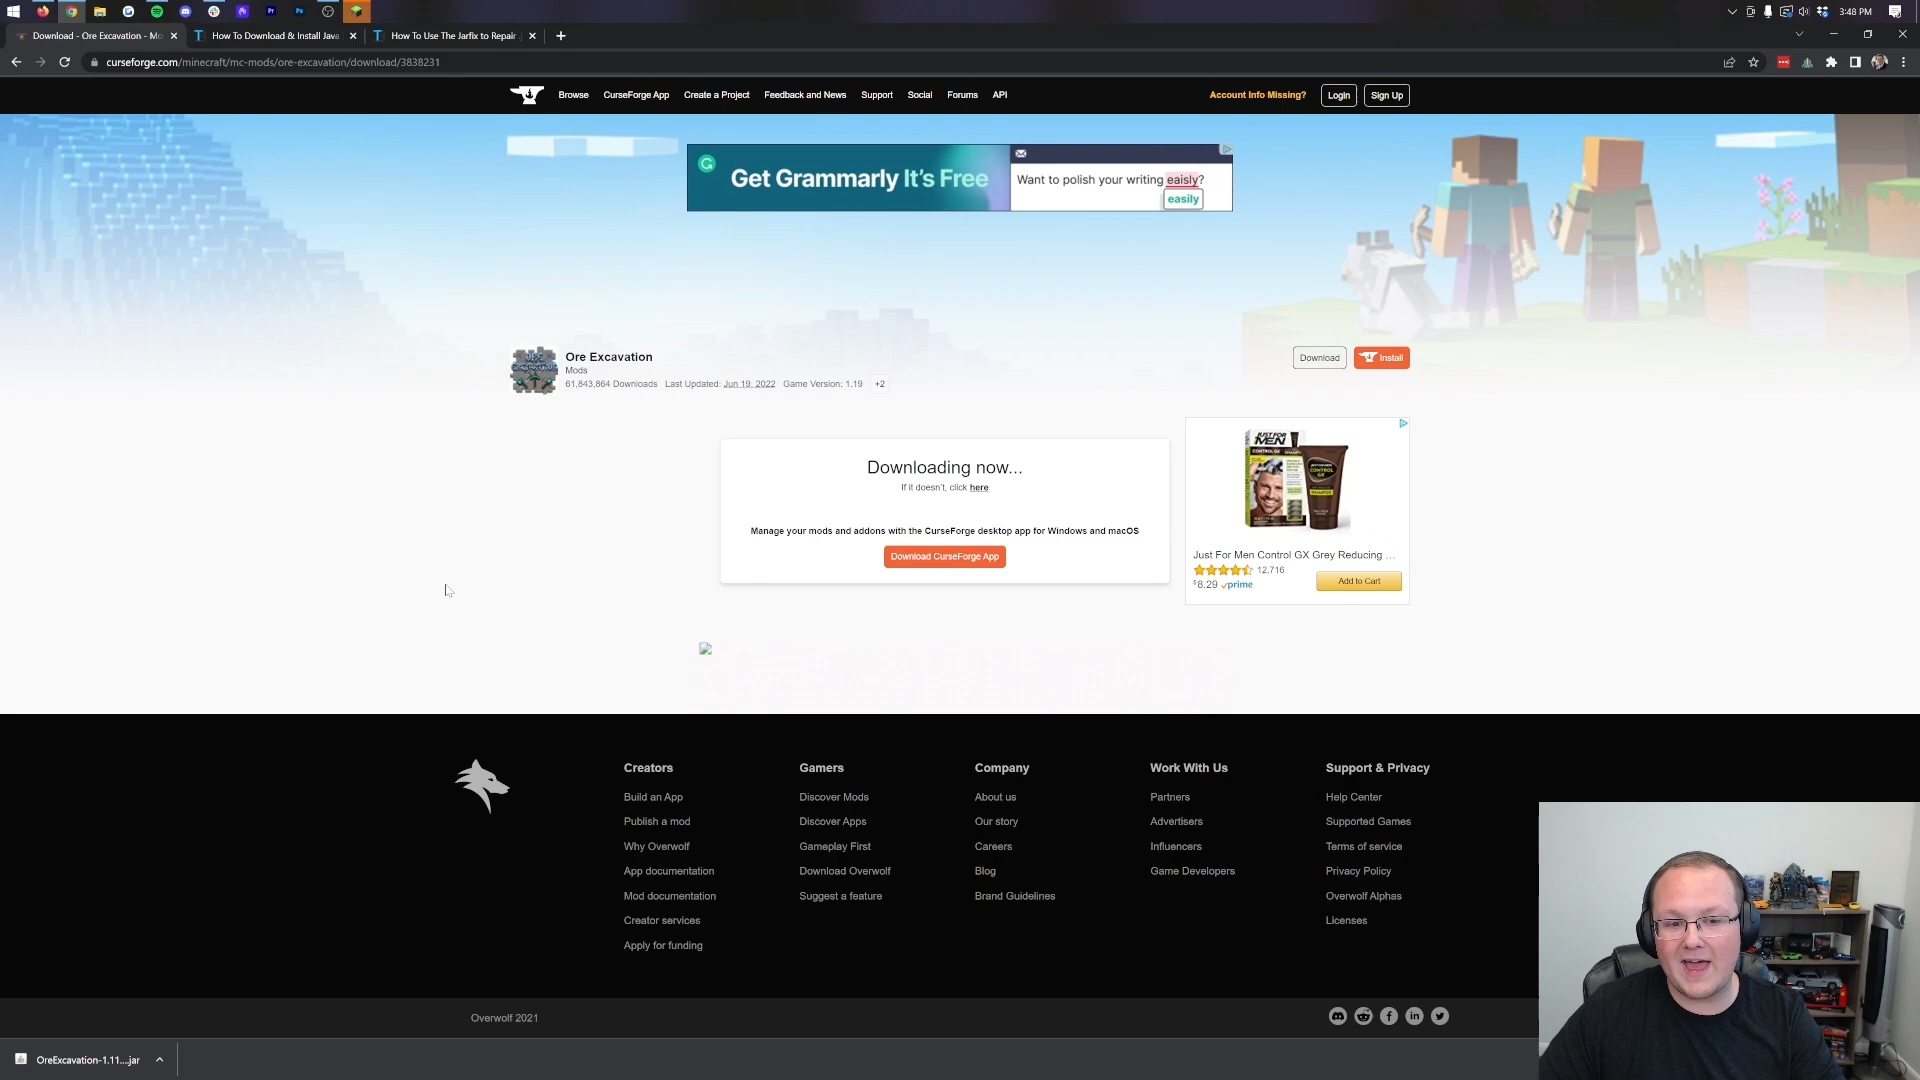 3:48 PM
Download - Ore Excavation - Mo
How To Download & Install Java
How To Use The Jarfix to Repair
curseforge.com/minecraft/mc-mods/ore-excavation/download/3838231
Browse CurseForge App Create a Project Feedback and News Support Social Forums API Account Info Missing? Login Sign Up
Get Grammarly It's Free
Want to polish your writing eaisly?
easily
Ore Excavation
Mods
61,843,864 Downloads Last Updated: Jun 19, 2022 Game Version: 1.19 +2
Download Install
Downloading now...
If it doesn't, click here
Manage your mods and addons with the CurseForge desktop app for Windows and macOS
Download CurseForge App
JUST FOR MEN
CONTROL GX
Just For Men Control GX Grey Reducing ...
12,716
$8.29 prime
Add to Cart
Creators
Build an App
Publish a mod
Why Overwolf
App documentation
Mod documentation
Creator services
Apply for funding
Gamers
Discover Mods
Discover Apps
Gameplay First
Download Overwolf
Suggest a feature
Company
About us
Our story
Careers
Blog
Brand Guidelines
Work With Us
Partners
Advertisers
Influencers
Game Developers
Support & Privacy
Help Center
Supported Games
Terms of service
Privacy Policy
Overwolf Alphas
Licenses
Overwolf 2021
OreExcavation-1.11....jar